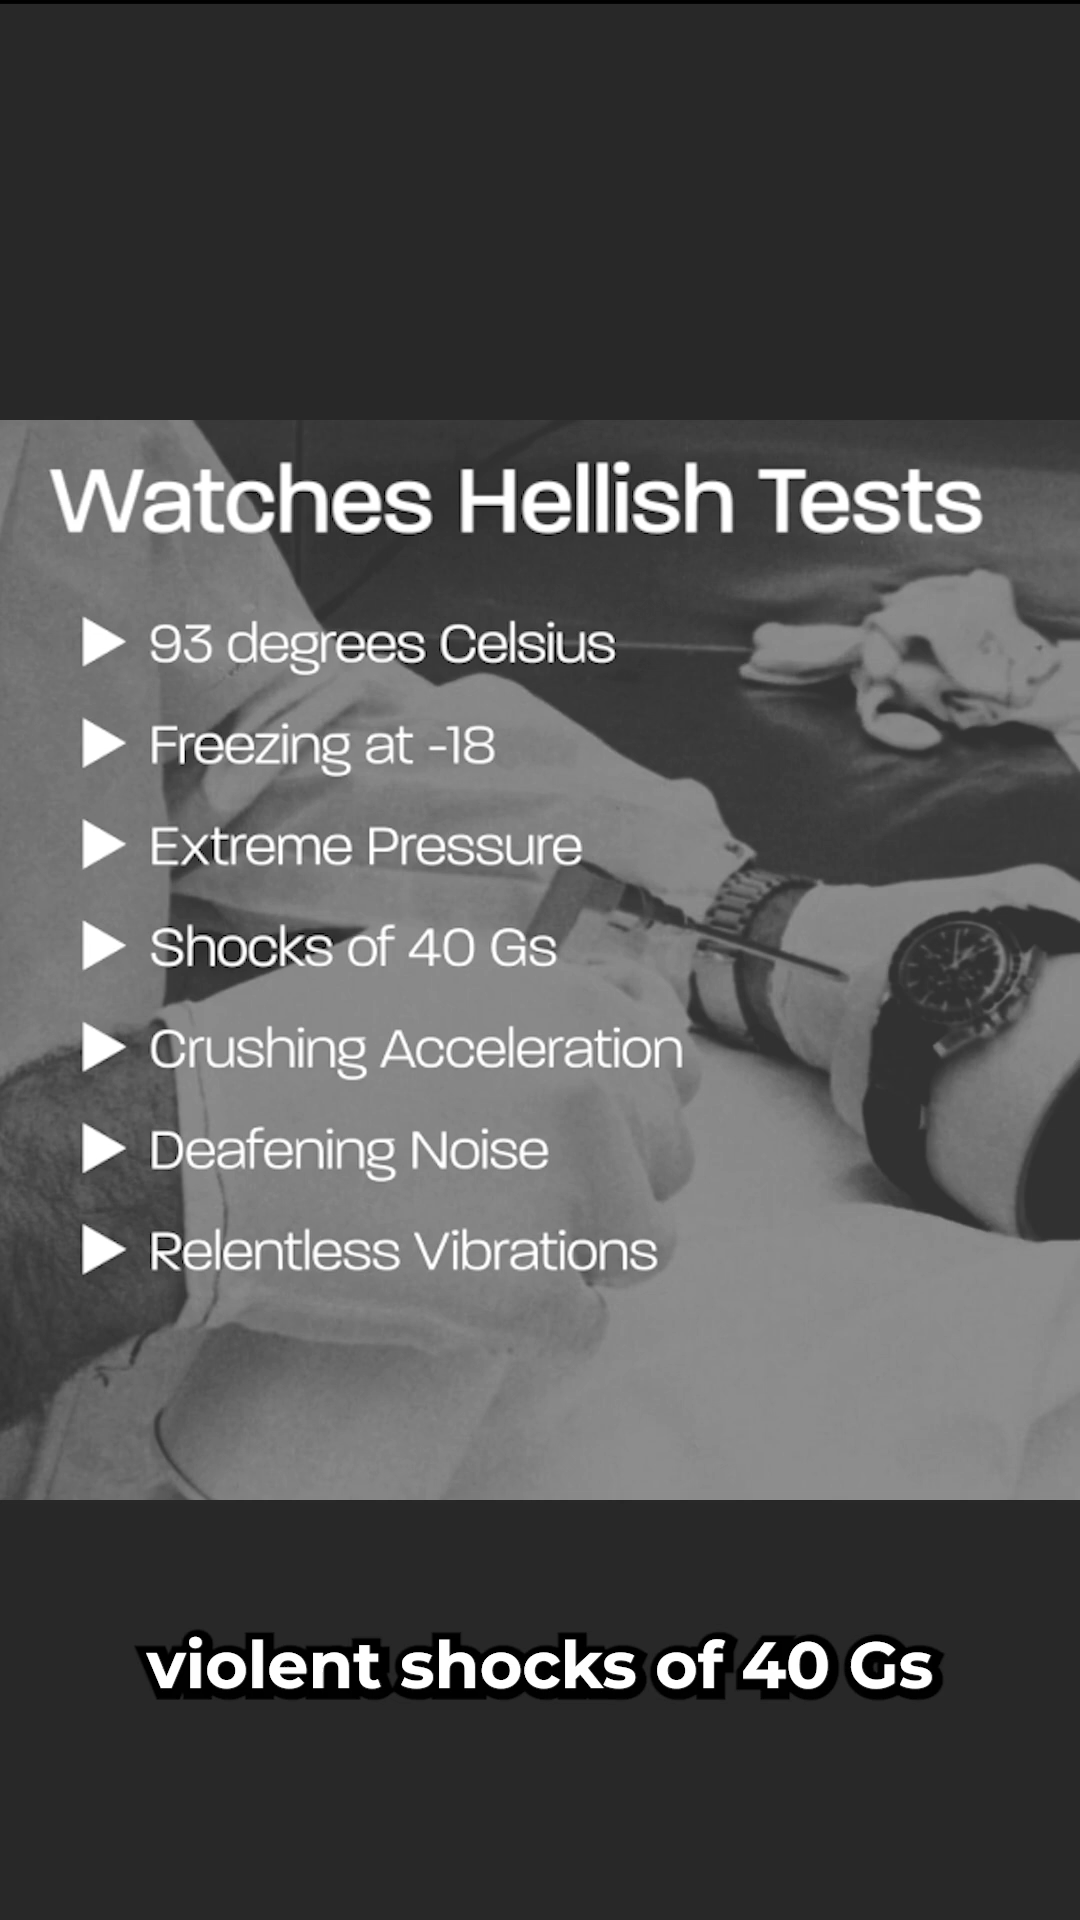 Watches Hellish Tests
93 degrees Celsius
Freezing at -18
Extreme Pressure
Shocks of 40 Gs
Crushing Acceleration
Deafening Noise
Relentless Vibrations
violent shocks of 40 Gs